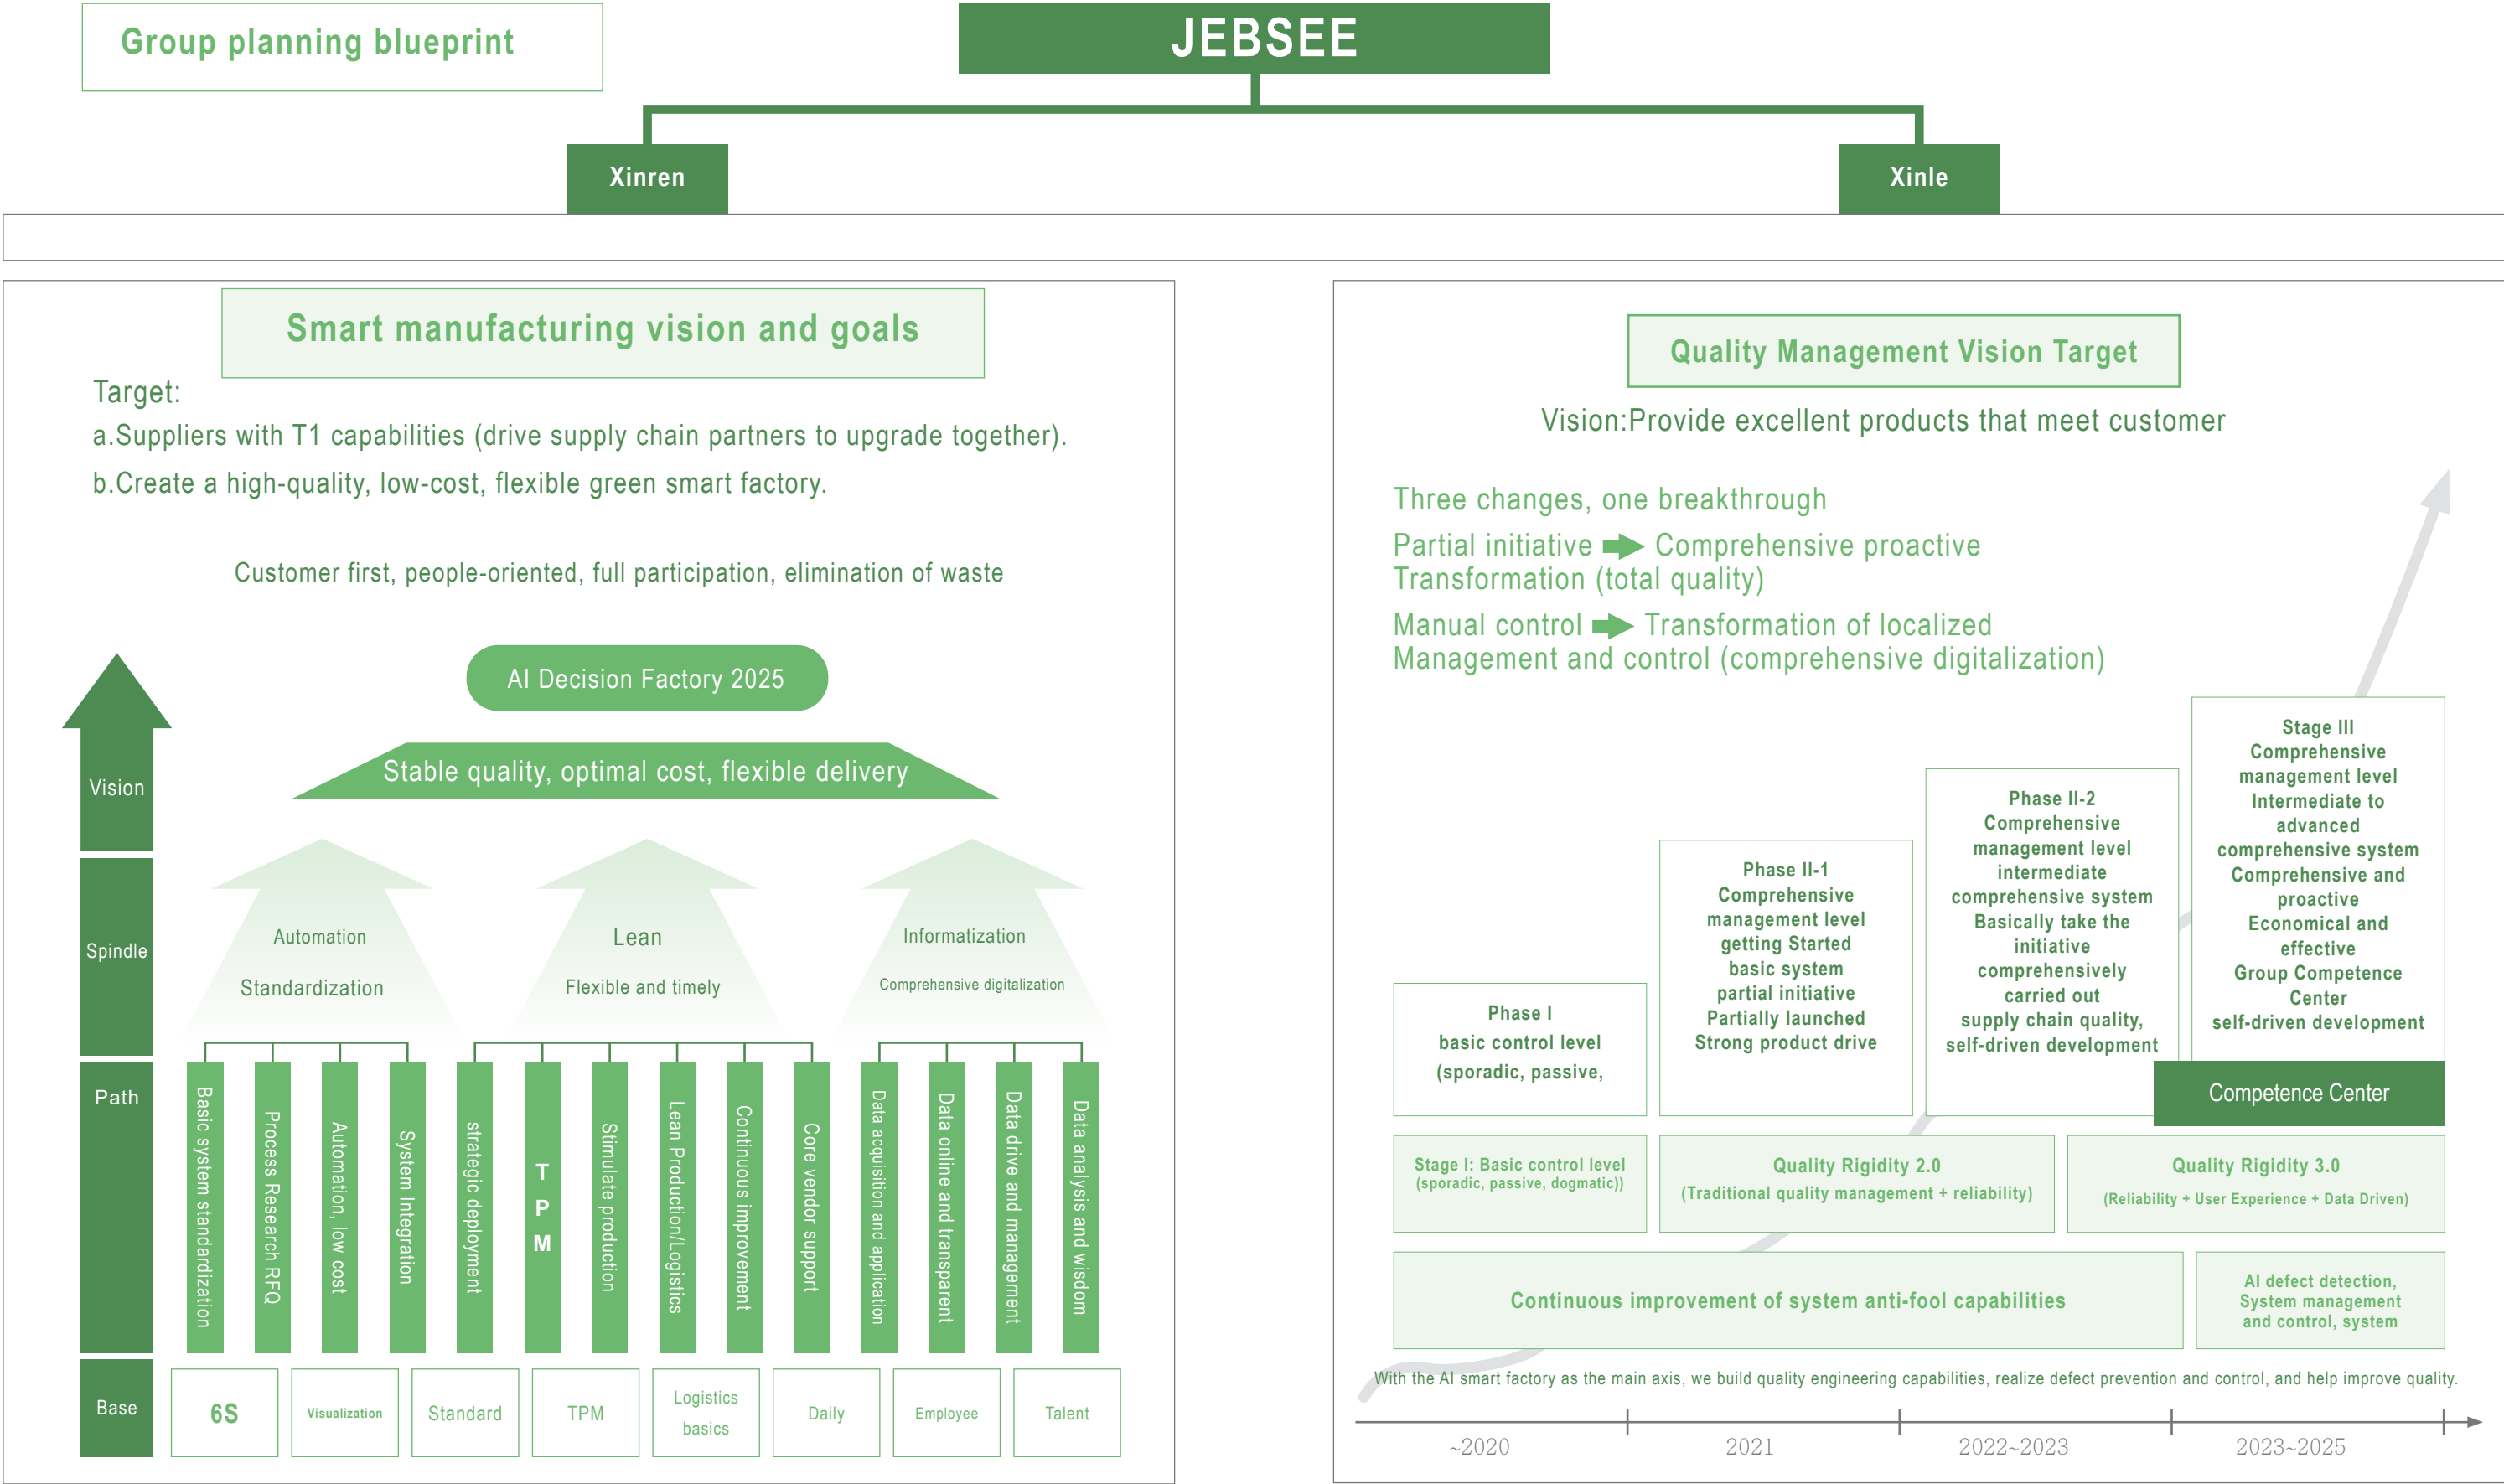 Group planning blueprint
JEBSEE
Xinren
Xinle
Smart manufacturing vision and goals
Target:
a.Suppliers with T1 capabilities (drive supply chain partners to upgrade together).
b.Create a high-quality, low-cost, flexible green smart factory.
Customer first, people-oriented, full participation, elimination of waste
AI Decision Factory 2025
Stable quality, optimal cost, flexible delivery
Vision
Spindle
Path
Base
Automation
Standardization
Lean
Flexible and timely
Informatization
Comprehensive digitalization
Basic system standardization
Process Research RFQ
Automation, low cost
System Integration
strategic deployment
T
P
M
Stimulate production
Lean Production/Logistics
Continuous improvement
Core vendor support
Data acquisition and application
Data online and transparent
Data drive and management
Data analysis and wisdom
6S
Visualization
Standard
TPM
Logistics
basics
Daily
Employee
Talent
Quality Management Vision Target
Vision:Provide excellent products that meet customer
Three changes, one breakthrough
Partial initiative Comprehensive proactive
Transformation (total quality)
Manual control Transformation of localized
Management and control (comprehensive digitalization)
Phase I
basic control level
(sporadic, passive,
Phase II-1
Comprehensive
management level
getting Started
basic system
partial initiative
Partially launched
Strong product drive
Phase II-2
Comprehensive
management level
intermediate
comprehensive system
Basically take the
initiative
comprehensively
carried out
supply chain quality,
self-driven development
Stage III
Comprehensive
management level
Intermediate to
advanced
comprehensive system
Comprehensive and
proactive
Economical and
effective
Group Competence
Center
self-driven development
Competence Center
Stage I: Basic control level
(sporadic, passive, dogmatic))
Quality Rigidity 2.0
(Traditional quality management + reliability)
Quality Rigidity 3.0
(Reliability + User Experience + Data Driven)
Continuous improvement of system anti-fool capabilities
AI defect detection,
System management
and control, system
With the AI smart factory as the main axis, we build quality engineering capabilities, realize defect prevention and control, and help improve quality.
~2020
2021
2022~2023
2023~2025